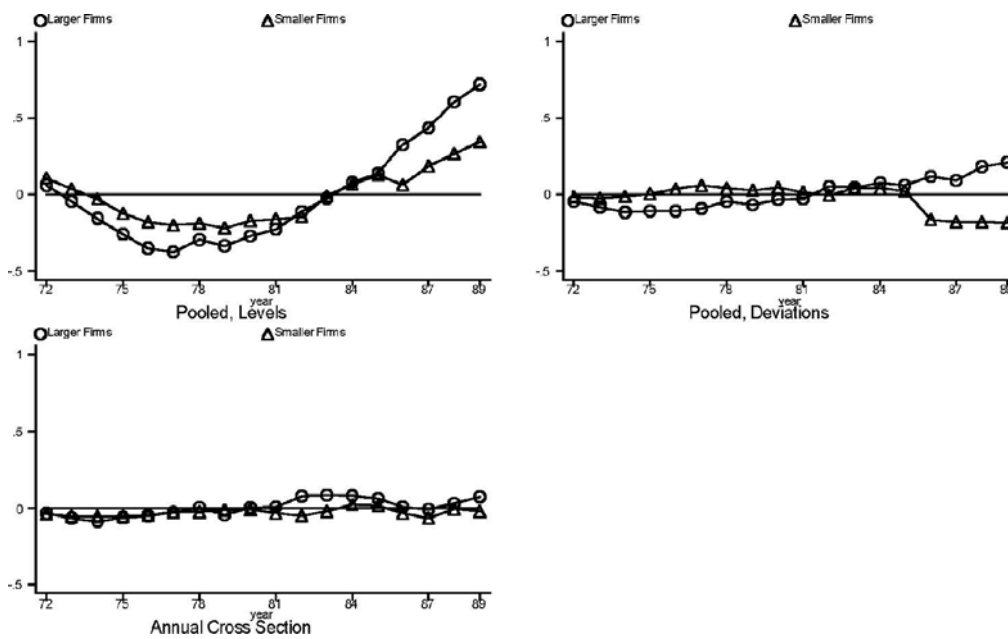 Larger Firms Smaller Firms
1
.5
0
-.5
72 75 78 81 84 87 89
year
Pooled, Levels
Larger Firms Smaller Firms
1
.5
0
-.5
72 75 78 81 84 87
year
Pooled, Deviations
Larger Firms Smaller Firms
1
.5
0
-.5
72 75 78 81 84 87 89
year
Annual Cross Section